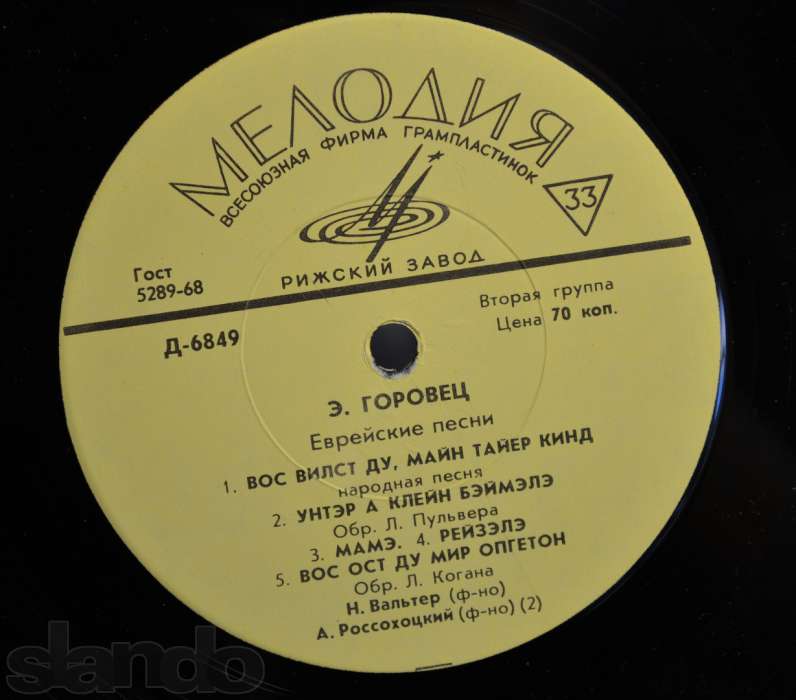 МЕЛОДИЯ
ВСЕСОЮЗНАЯ ФИРМА ГРАМПЛАСТИНОК
33
РИЖСКИЙ ЗАВОД
Гост
5289-68
Вторая группа
Цена 70 коп.
Д-6849
Э. ГОРОВЕЦ
Еврейские песни
1. ВОС ВИЛСТ ДУ, МАЙН ТАЙЕР КИНД
народная песня
2. УНТЭР А КЛЕЙН БЭЙМЭЛЭ
Обр. Л. Пульвера
3. МАМЭ. 4. РЕЙЗЭЛЭ
5. ВОС ОСТ ДУ МИР ОПГЕТОН
Обр. Л. Когана
Н. Вальтер (ф-но)
А. Россохоцкий (ф-но) (2)
slando